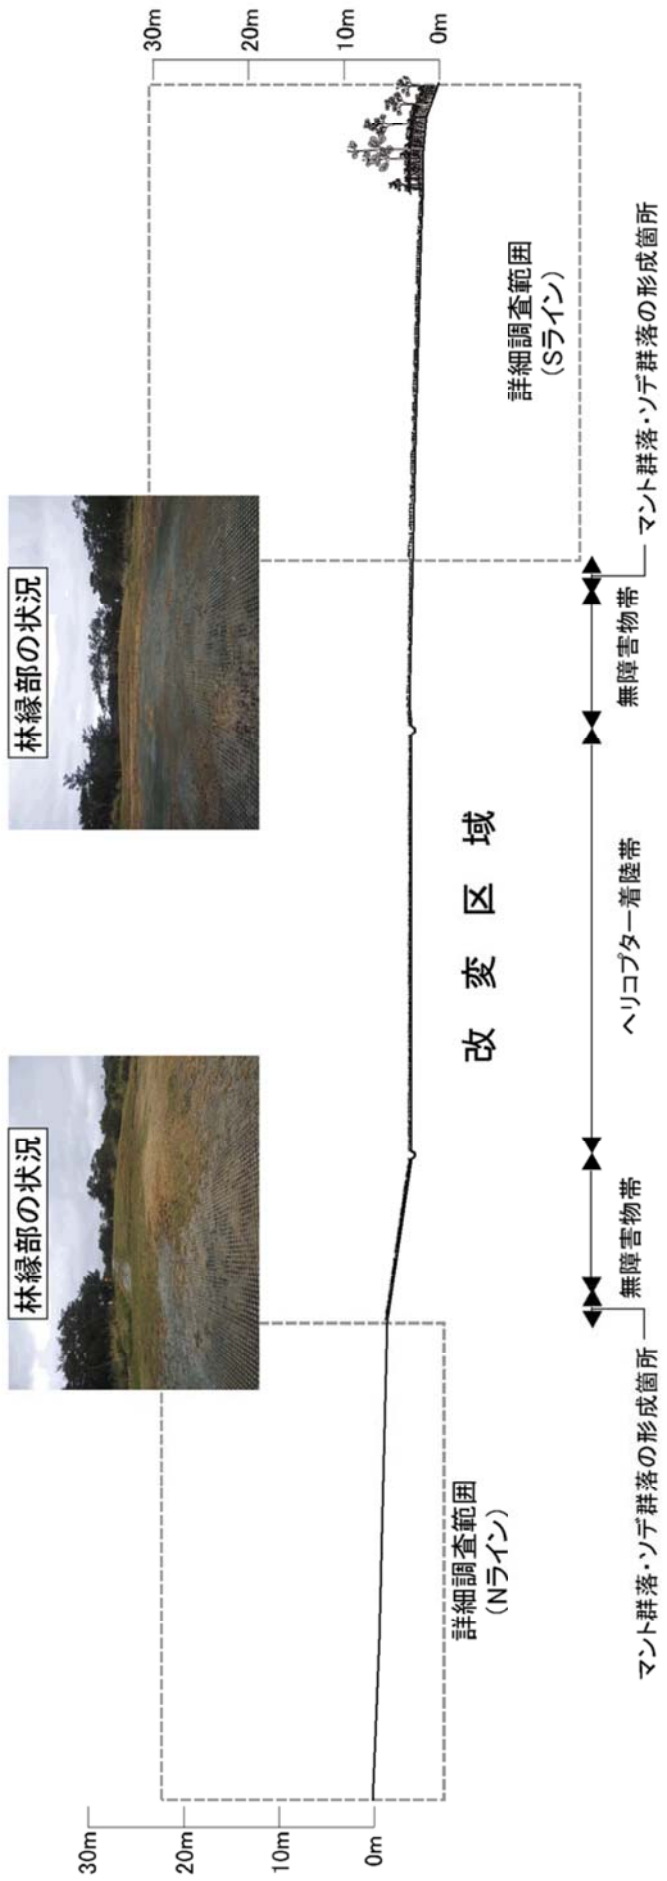 30m
20m
10m
0m
林縁部の状況
林縁部の状況
30m
20m
10m
0m
詳細調査範囲
(Nライン)
改変区域
詳細調査範囲
(Sライン)
マント群落・ソデ群落の形成箇所
無障害物帯
ヘリコプター着陸帯
無障害物帯
マント群落・ソデ群落の形成箇所